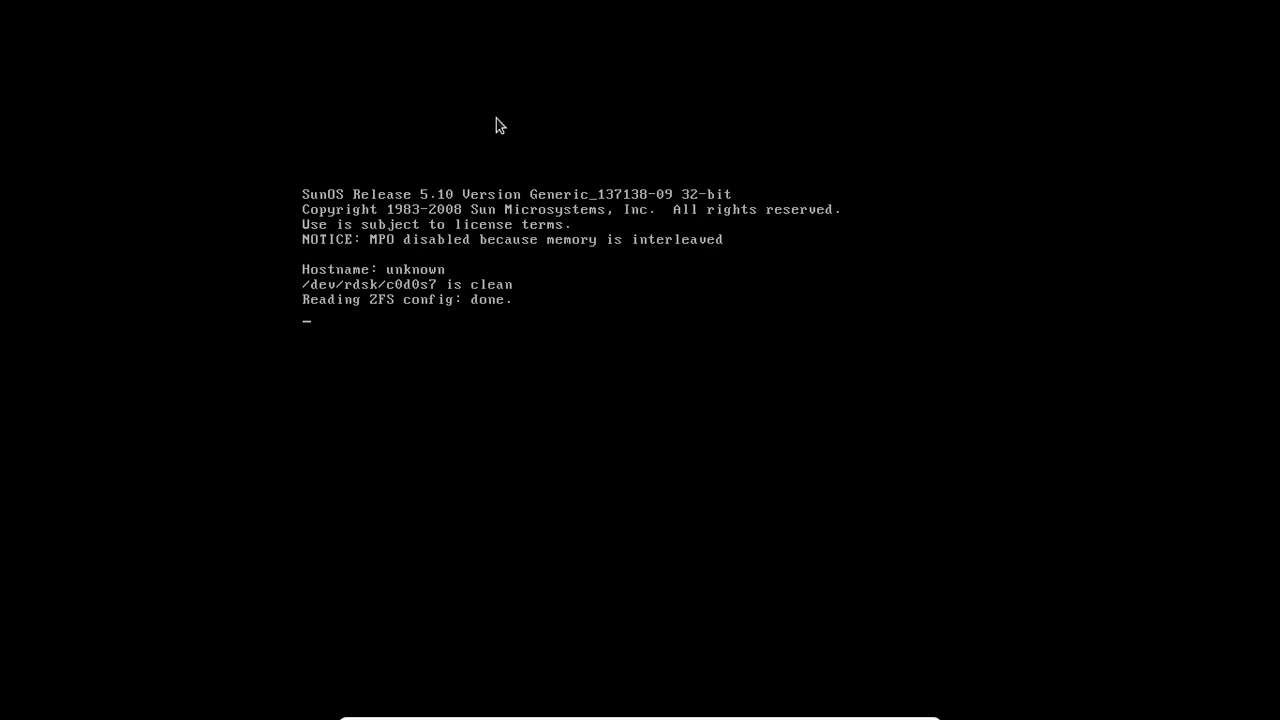 SunOS Release 5.10 Version Generic_137138-09 32-bit
Copyright 1983-2008 Sun Microsystems, Inc.  All rights reserved.
Use is subject to license terms.
NOTICE: MPO disabled because memory is interleaved
Hostname: unknown
/dev/rdsk/c0d0s7 is clean
Reading ZFS config: done.
_